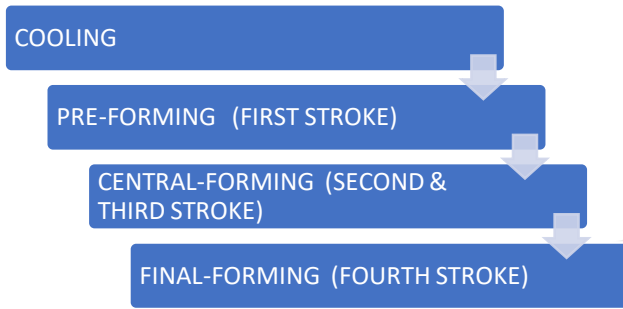 COOLING
PRE-FORMING (FIRST STROKE)
CENTRAL-FORMING (SECOND &
THIRD STROKE)
FINAL-FORMING (FOURTH STROKE)